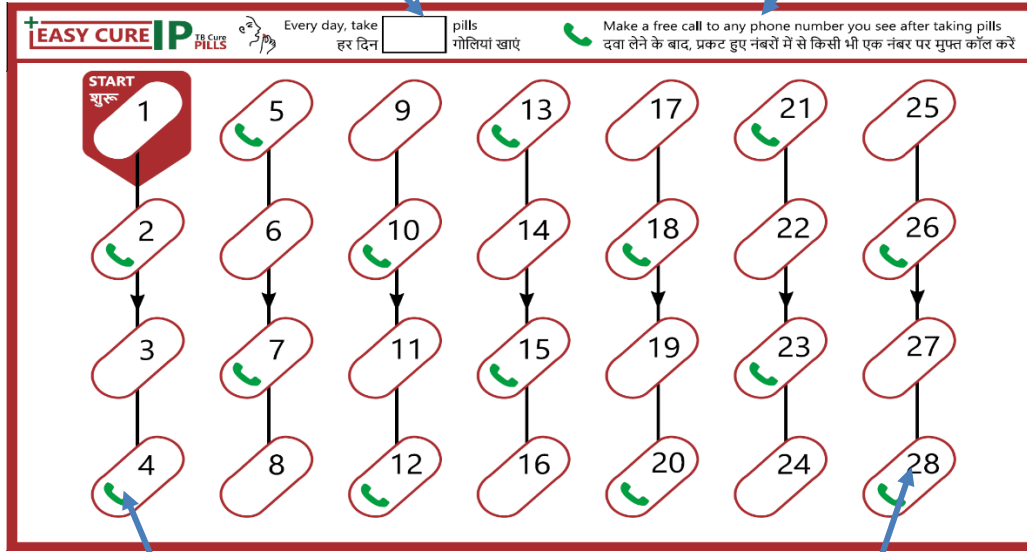 EASY CURE IP TB Cure PILLS
Every day, take pills
हर दिन गोलियां खाएं
Make a free call to any phone number you see after taking pills
दवा लेने के बाद, प्रकट हुए नंबरों में से किसी भी एक नंबर पर मुफ्त कॉल करें
START
शुरू
1 5 9 13 17 21 25
2 6 10 14 18 22 26
3 7 11 15 19 23 27
4 8 12 16 20 24 28